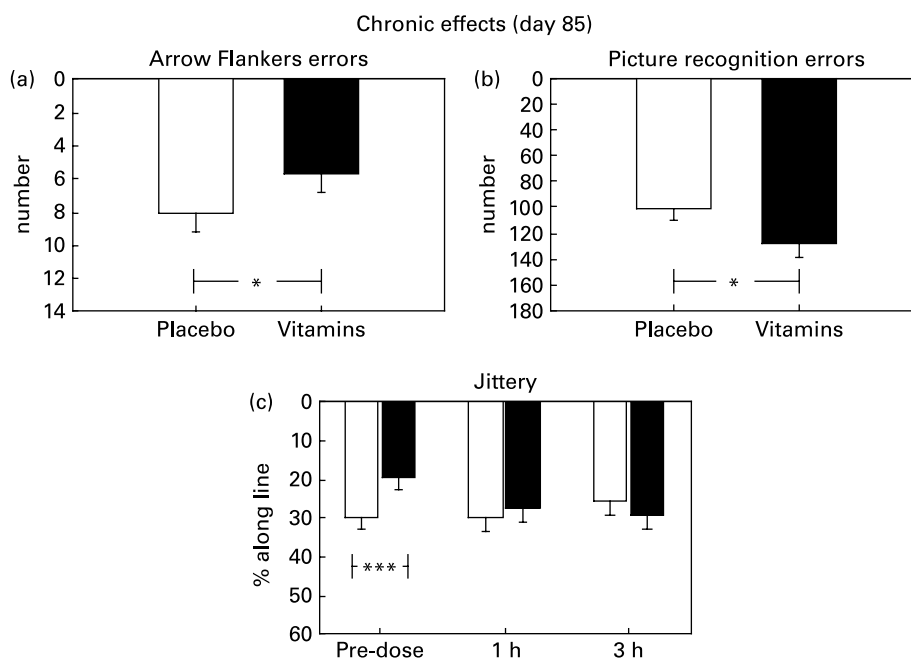 Chronic effects (day 85)
(a) Arrow Flankers errors
number
0
2
4
6
8
10
12
14
*
Placebo Vitamins
(b) Picture recognition errors
number
0
20
40
60
80
100
120
140
160
180
*
Placebo Vitamins
(c) Jittery
% along line
0
10
20
30
40
50
60
***
Pre-dose 1 h 3 h